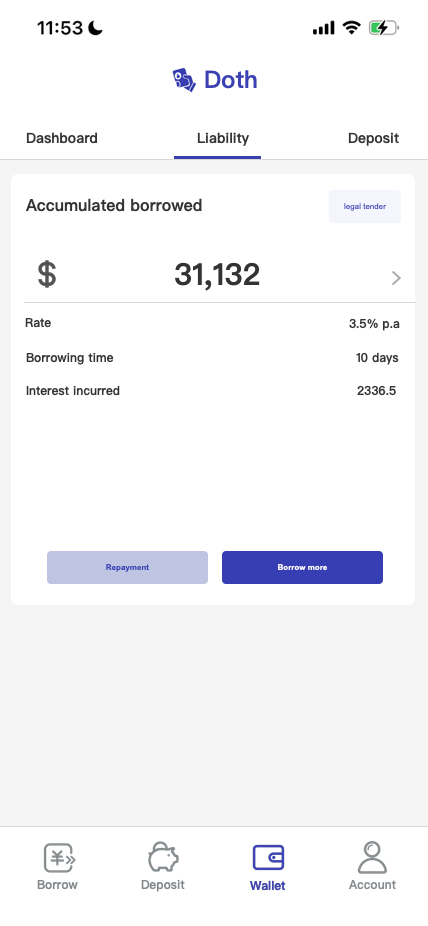 11:53
Doth
Dashboard Liability Deposit
Accumulated borrowed legal tender
$ 31,132
Rate 3.5% p.a
Borrowing time 10 days
Interest incurred 2336.5
Repayment Borrow more
¥
Borrow Deposit Wallet Account